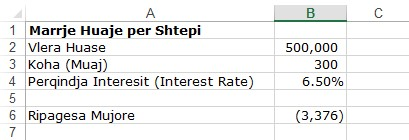 A B C
1 Marrje Huaje per Shtepi
2 Vlera Huase 500,000
3 Koha (Muaj) 300
4 Perqindja Interesit (Interest Rate) 6.50%
5
6 Ripagesa Mujore (3,376)
7